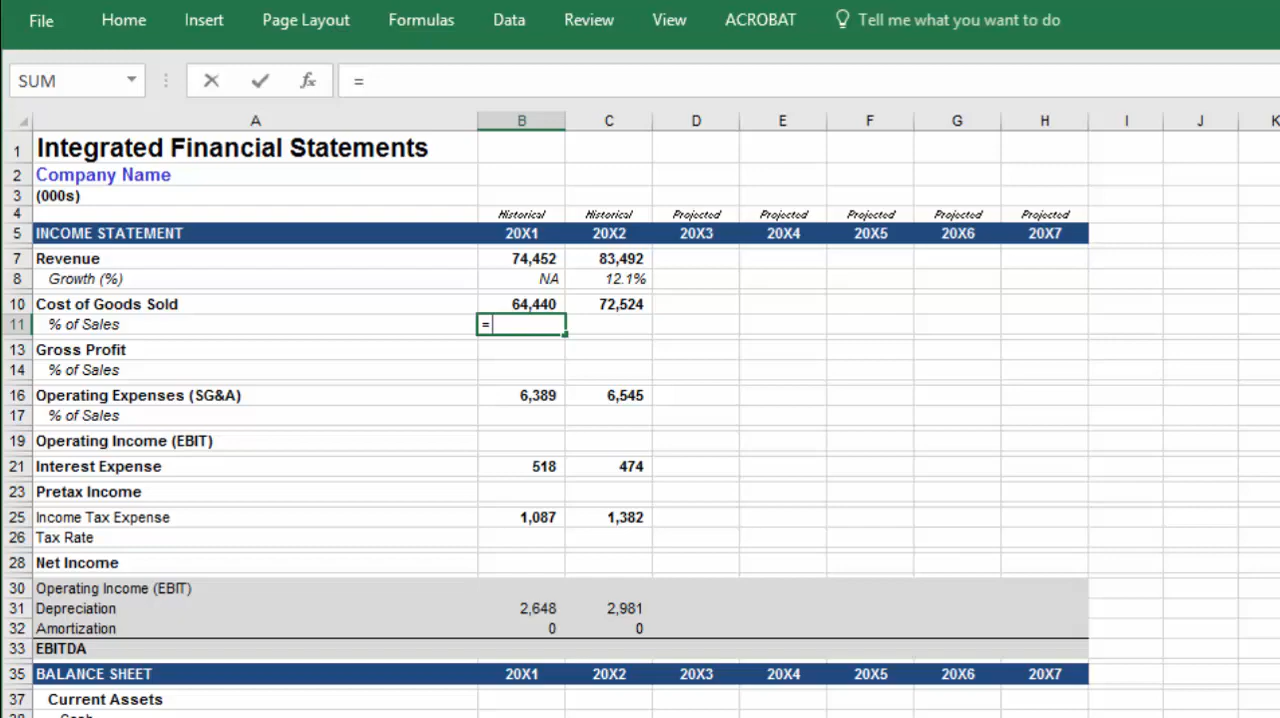 File Home Insert Page Layout Formulas Data Review View ACROBAT Tell me what you want to do
SUM fx =
A B C D E F G H I J K
1 Integrated Financial Statements
2 Company Name
3 (000s)
4 Historical Historical Projected Projected Projected Projected Projected
5 INCOME STATEMENT 20X1 20X2 20X3 20X4 20X5 20X6 20X7
7 Revenue 74,452 83,492
8 Growth (%) NA 12.1%
10 Cost of Goods Sold 64,440 72,524
11 % of Sales =
13 Gross Profit
14 % of Sales
16 Operating Expenses (SG&A) 6,389 6,545
17 % of Sales
19 Operating Income (EBIT)
21 Interest Expense 518 474
23 Pretax Income
25 Income Tax Expense 1,087 1,382
26 Tax Rate
28 Net Income
30 Operating Income (EBIT)
31 Depreciation 2,648 2,981
32 Amortization 0 0
33 EBITDA
35 BALANCE SHEET 20X1 20X2 20X3 20X4 20X5 20X6 20X7
37 Current Assets